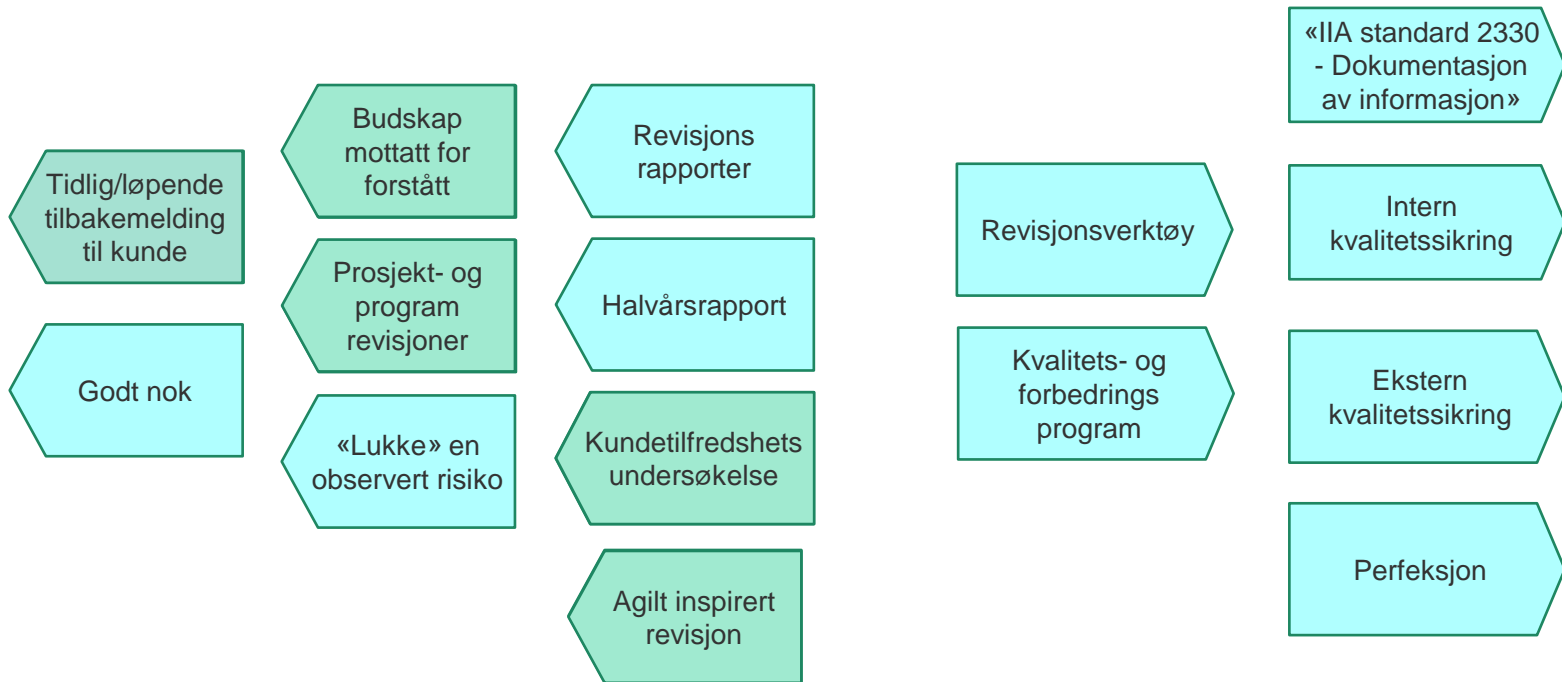 Tidlig/løpende
tilbakemelding
til kunde
Godt nok
Budskap
mottatt for
forstått
Prosjekt- og
program
revisjoner
«Lukke» en
observert risiko
Revisjons
rapporter
Halvårsrapport
Kundetilfredshets
undersøkelse
Agilt inspirert
revisjon
Revisjonsverktøy
Kvalitets- og
forbedrings
program
«IIA standard 2330
- Dokumentasjon
av informasjon»
Intern
kvalitetssikring
Ekstern
kvalitetssikring
Perfeksjon